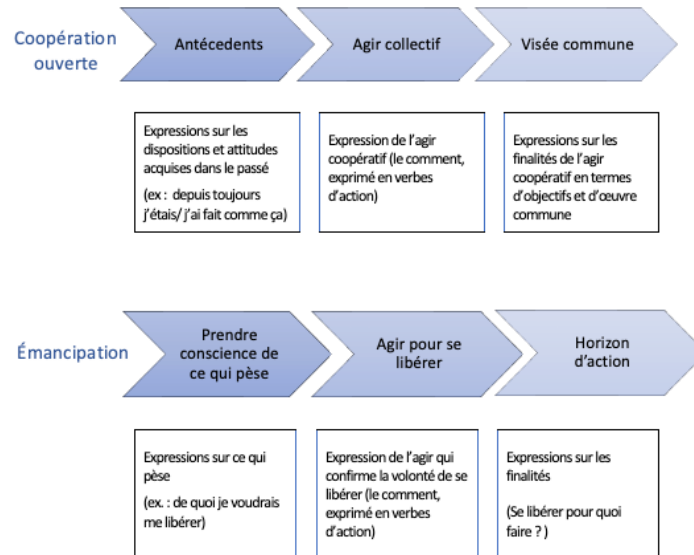 Coopération
ouverte
Antécedents
Agir collectif
Visée commune
Expressions sur les
dispositions et attitudes
acquises dans le passé
(ex : depuis toujours
j'étais/ j'ai fait comme ça)
Expression de l'agir
coopératif (le comment,
exprimé en verbes
d'action)
Expressions sur les
finalités de l'agir
coopératif en termes
d'objectifs et d'œuvre
commune
Émancipation
Prendre
conscience de
ce qui pèse
Agir pour se
libérer
Horizon
d'action
Expressions sur ce qui
pèse
(ex. : de quoi je voudrais
me libérer)
Expression de l'agir qui
confirme la volonté de se
libérer (le comment,
exprimé en verbes
d'action)
Expressions sur les
finalités
(Se libérer pour quoi
faire ? )